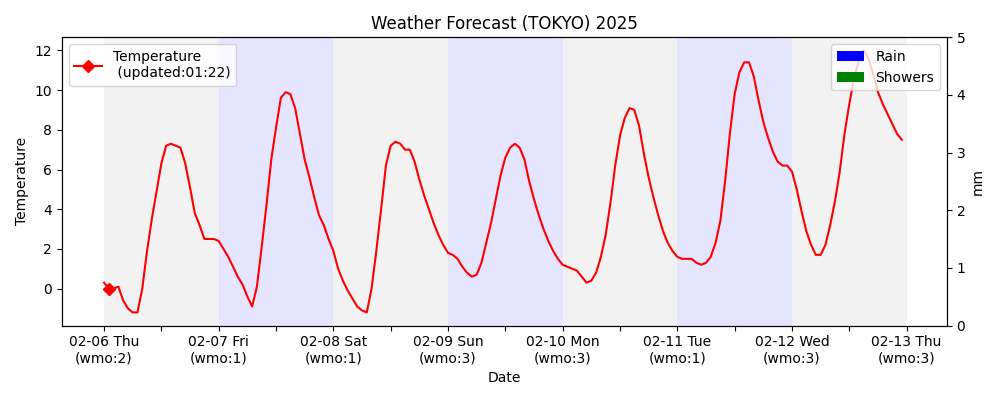 Weather Forecast (TOKYO) 2025
Temperature
(updated:01:22)
Rain
Showers
12
10
8
6
4
2
0
Temperature
5
4
3
2
1
0
mm
02-06 Thu
(wmo:2)
02-07 Fri
(wmo:1)
02-08 Sat
(wmo:1)
02-09 Sun
(wmo:3)
02-10 Mon
(wmo:3)
02-11 Tue
(wmo:1)
02-12 Wed
(wmo:3)
02-13 Thu
(wmo:3)
Date